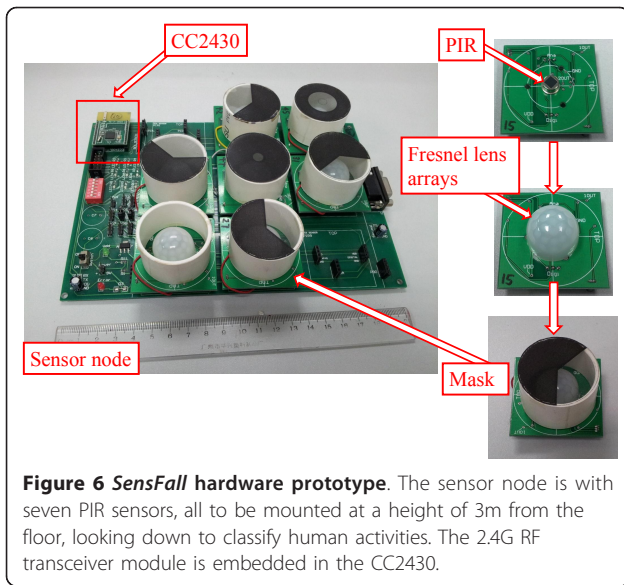 CC2430
PIR
Fresnel lens
arrays
Sensor node
Mask
Figure 6 SensFall hardware prototype. The sensor node is with
seven PIR sensors, all to be mounted at a height of 3m from the
floor, looking down to classify human activities. The 2.4G RF
transceiver module is embedded in the CC2430.